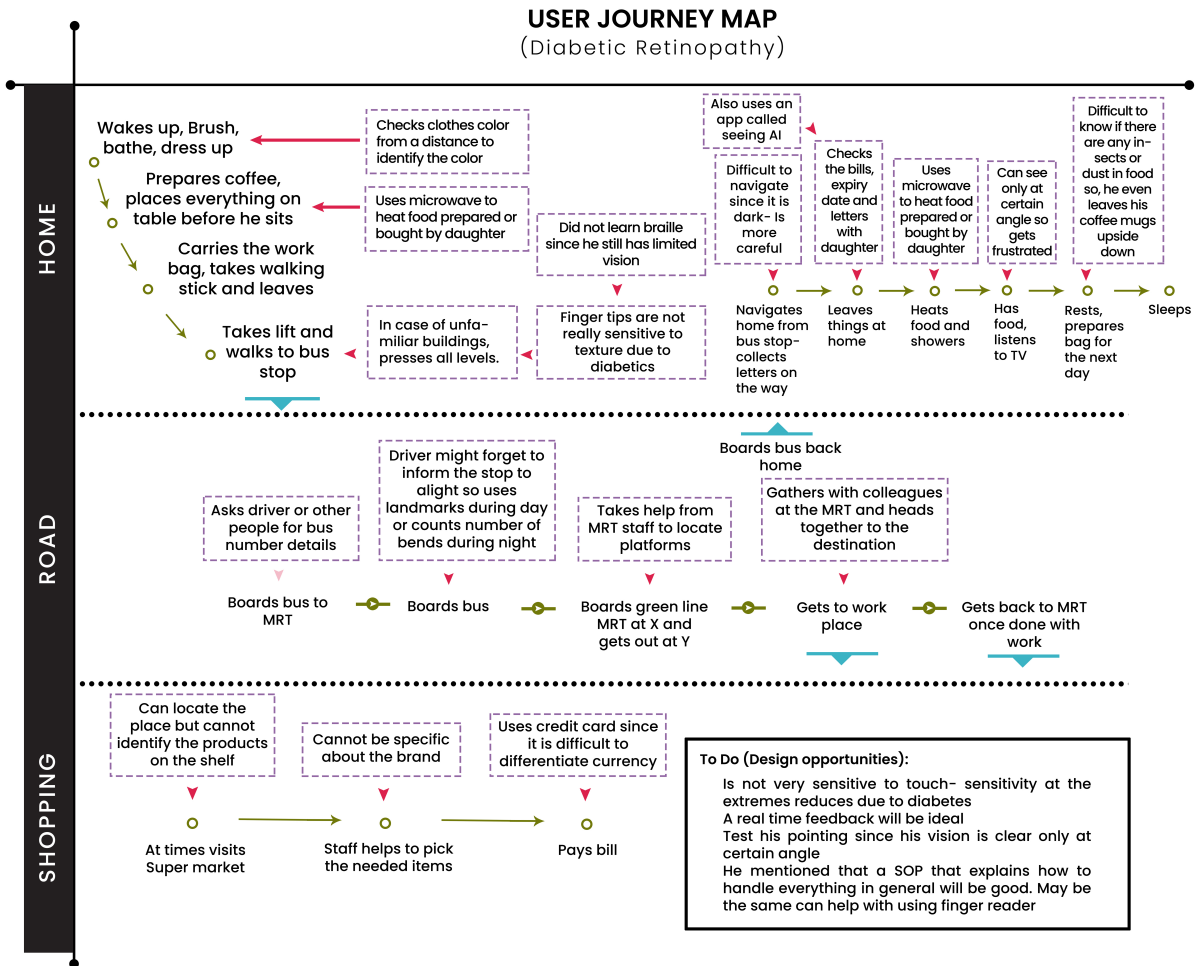 USER JOURNEY MAP
(Diabetic Retinopathy)
HOME
Wakes up, Brush,
bathe, dress up
Checks clothes color
from a distance to
identify the color
Prepares coffee,
places everything on
table before he sits
Uses microwave to
heat food prepared or
bought by daughter
Carries the work
bag, takes walking
stick and leaves
Did not learn braille
since he still has limited
vision
Takes lift and
walks to bus
stop
In case of unfa-
miliar buildings,
presses all levels.
Finger tips are not
really sensitive to
texture due to
diabetics
Also uses an
app called
seeing AI
Difficult to
navigate
since it is
dark- Is
more
careful
Checks
the bills,
expiry
date and
letters
with
daughter
Uses
microwave
to heat food
prepared or
bought by
daughter
Can see
only at
certain
angle so
gets
frustrated
Difficult to
know if there
are any in-
sects or
dust in food
so, he even
leaves his
coffee mugs
upside
down
Navigates
home from
bus stop-
collects
letters on
the way
Leaves
things at
home
Heats
food and
showers
Has
food,
listens
to TV
Rests,
prepares
bag for
the next
day
Sleeps
ROAD
Boards bus back
home
Asks driver or other
people for bus
number details
Driver might forget to
inform the stop to
alight so uses
landmarks during day
or counts number of
bends during night
Takes help from
MRT staff to locate
platforms
Gathers with colleagues
at the MRT and heads
together to the
destination
Boards bus to
MRT
Boards bus
Boards green line
MRT at X and
gets out at Y
Gets to work
place
Gets back to MRT
once done with
work
SHOPPING
Can locate the
place but cannot
identify the products
on the shelf
Cannot be specific
about the brand
Uses credit card since
it is difficult to
differentiate currency
At times visits
Super market
Staff helps to pick
the needed items
Pays bill
To Do (Design opportunities):
Is not very sensitive to touch- sensitivity at the
extremes reduces due to diabetes
A real time feedback will be ideal
Test his pointing since his vision is clear only at
certain angle
He mentioned that a SOP that explains how to
handle everything in general will be good. May be
the same can help with using finger reader